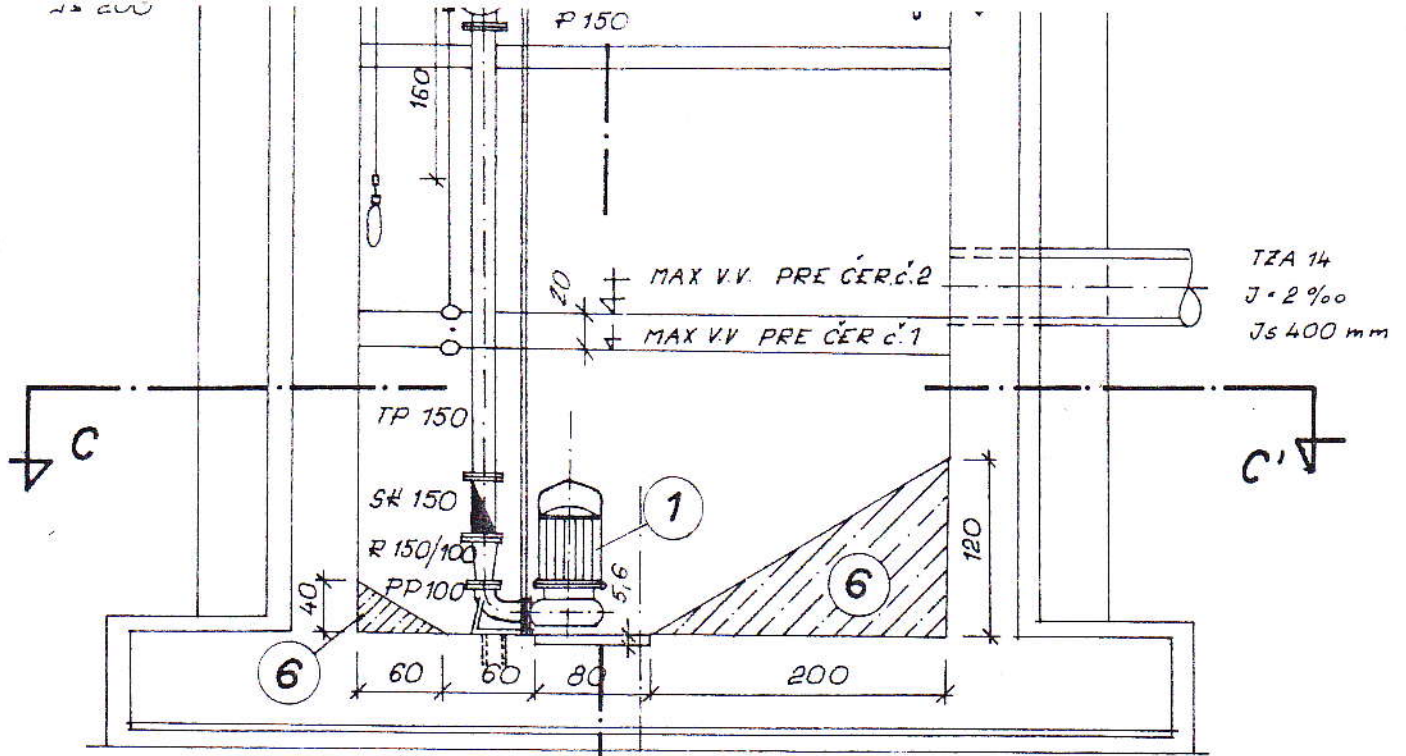 P 150
160
20
MAX V.V. PRE ČER.č.2
MAX V.V PRE ČER č.1
TZA 14
J = 2 ‰
Js 400 mm
C
C'
TP 150
SK 150
R 150/100
PP100
1
6
120
40
5,6
6
60
60
80
200